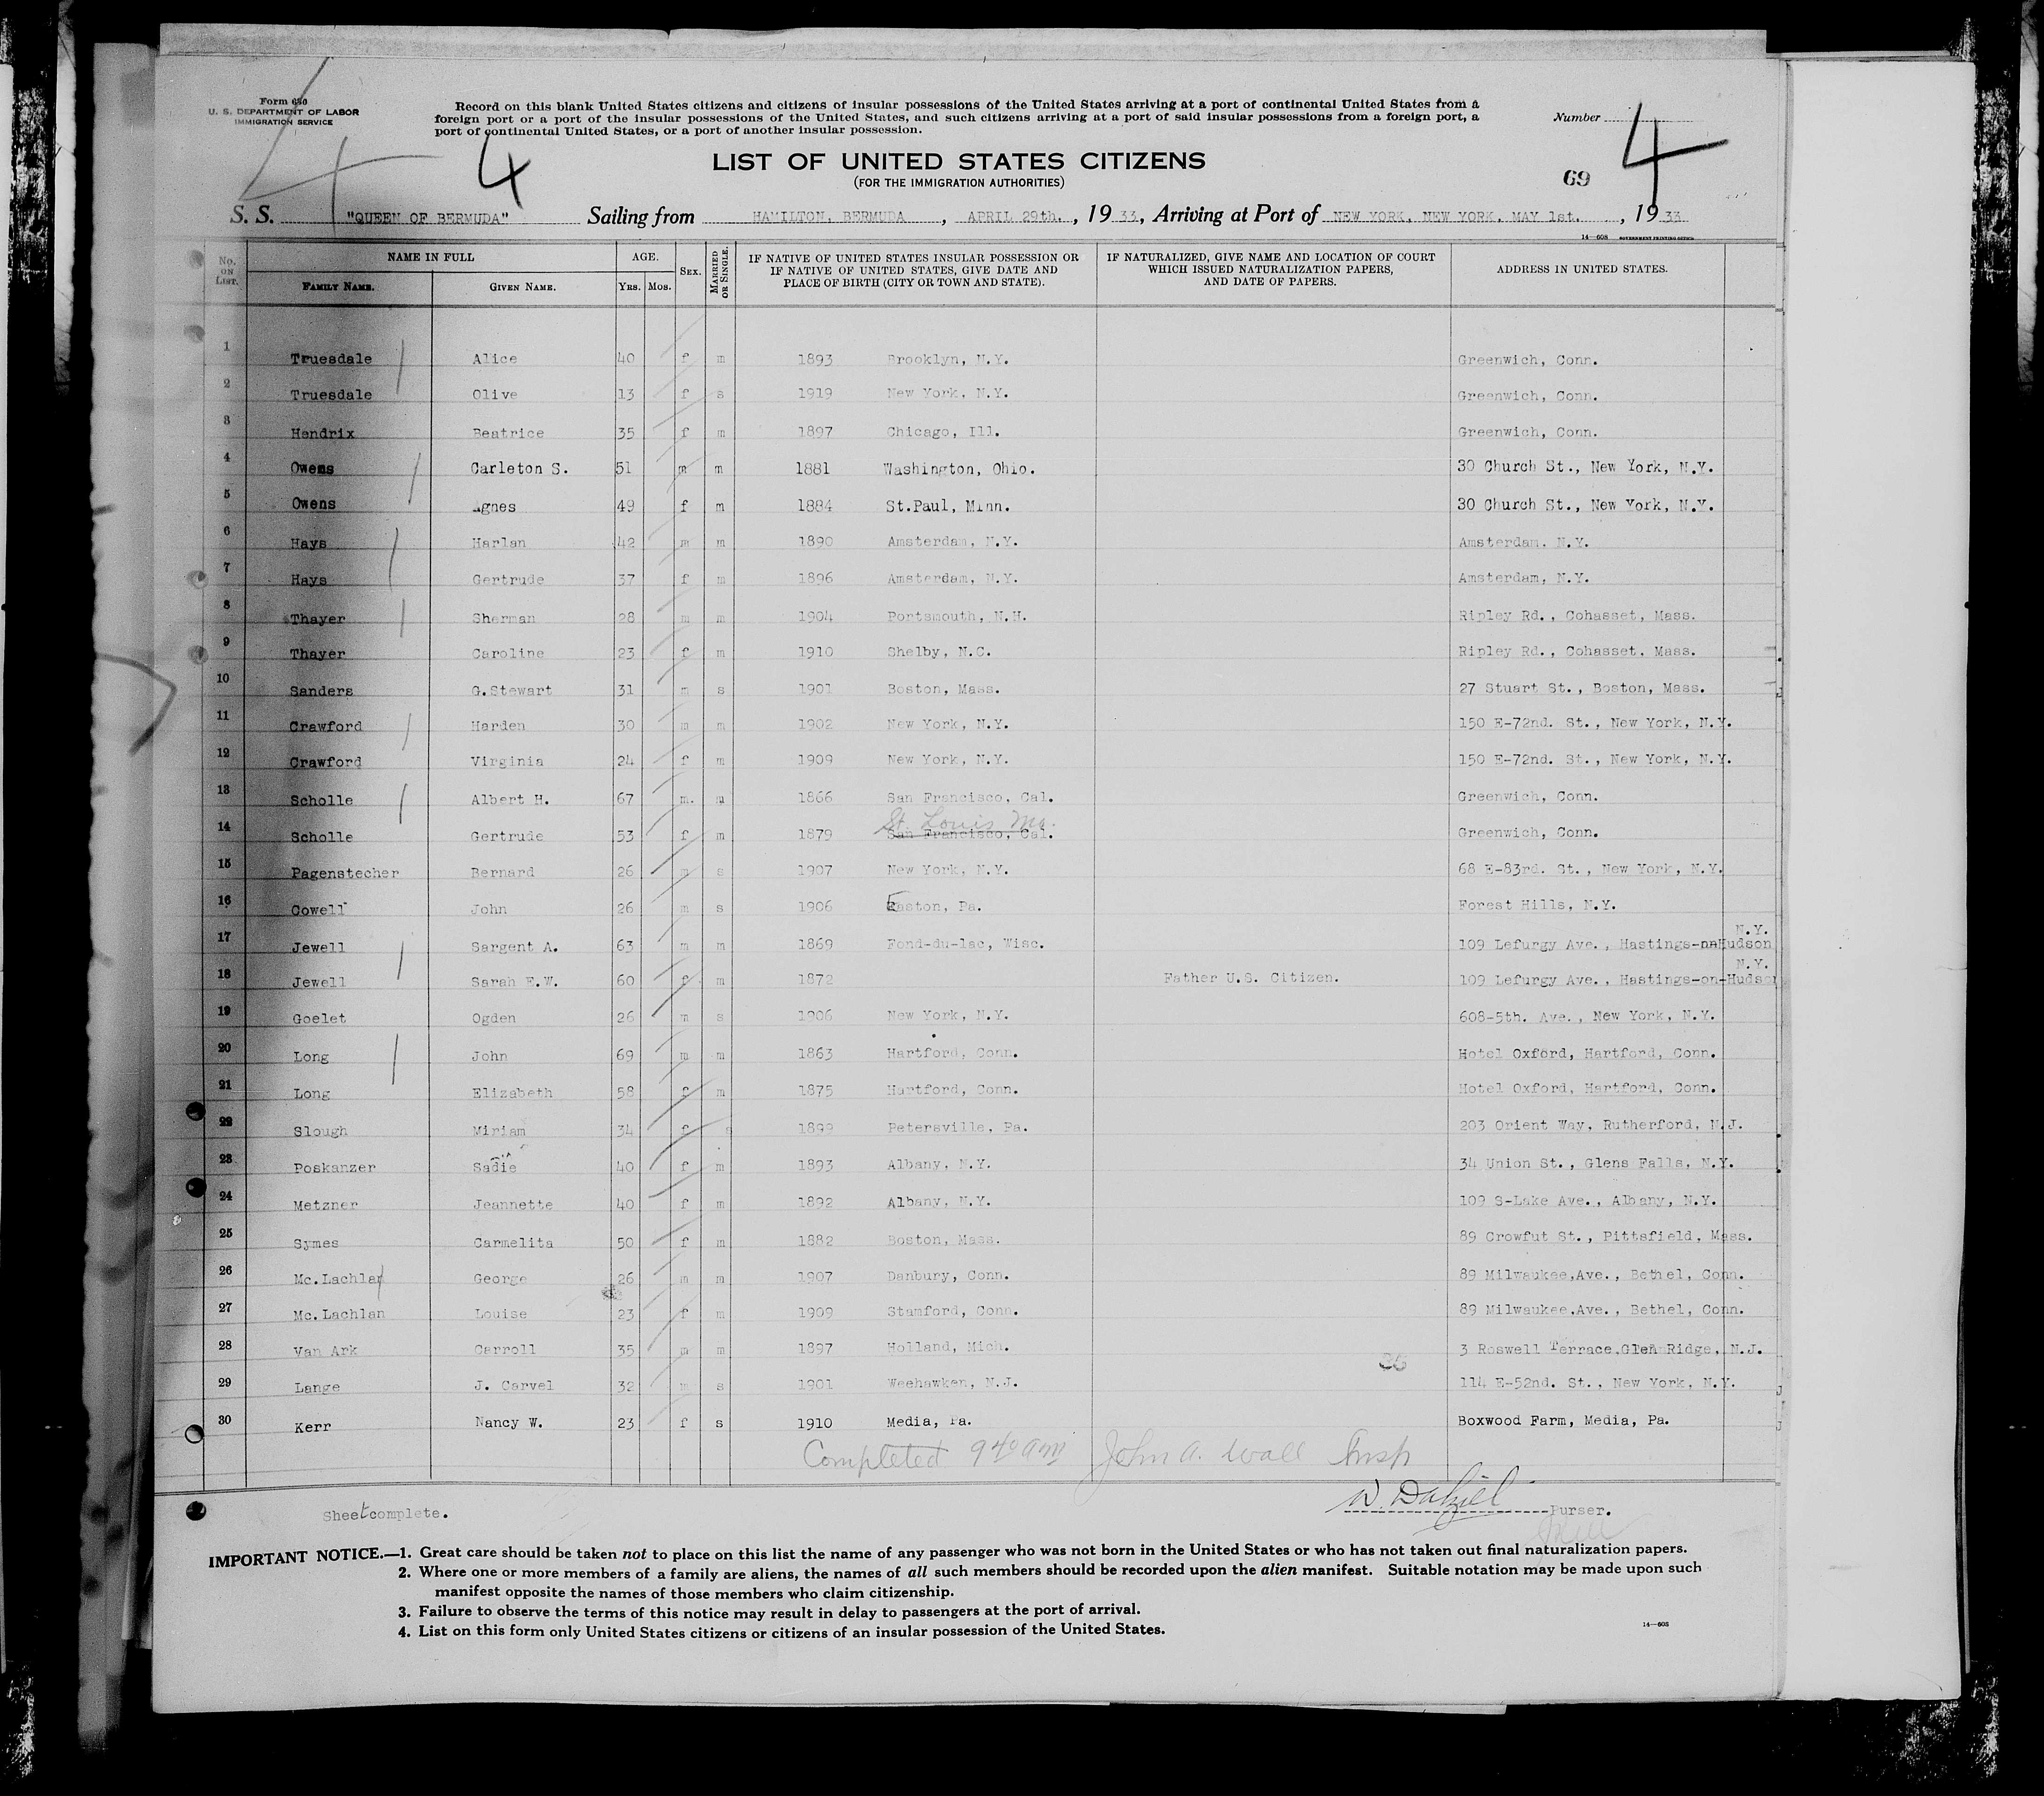 Form 630
U. S. DEPARTMENT OF LABOR
IMMIGRATION SERVICE
Record on this blank United States citizens and citizens of insular possessions of the United States arriving at a port of continental United States from a
foreign port or a port of the insular possessions of the United States, and such citizens arriving at a port of said insular possessions from a foreign port, a
port of continental United States, or a port of another insular possession.
Number 4
4 4
LIST OF UNITED STATES CITIZENS
(FOR THE IMMIGRATION AUTHORITIES)
69
S. S. "QUEEN OF BERMUDA" Sailing from HAMILTON, BERMUDA, APRIL 29th., 1933, Arriving at Port of NEW YORK, NEW YORK, MAY 1st., 1933
14—608 GOVERNMENT PRINTING OFFICE
No. ON LIST. NAME IN FULL FAMILY NAME. GIVEN NAME. AGE. YRS. MOS. SEX. MARRIED OR SINGLE. IF NATIVE OF UNITED STATES INSULAR POSSESSION OR IF NATIVE OF UNITED STATES, GIVE DATE AND PLACE OF BIRTH (CITY OR TOWN AND STATE). IF NATURALIZED, GIVE NAME AND LOCATION OF COURT WHICH ISSUED NATURALIZATION PAPERS, AND DATE OF PAPERS. ADDRESS IN UNITED STATES.
1 Truesdale Alice 40 f m 1893 Brooklyn, N.Y. Greenwich, Conn.
2 Truesdale Olive 13 f s 1919 New York, N.Y. Greenwich, Conn.
3 Hendrix Beatrice 35 f m 1897 Chicago, Ill. Greenwich, Conn.
4 Owens Carleton S. 51 m m 1881 Washington, Ohio. 30 Church St., New York, N.Y.
5 Owens Agnes 49 f m 1884 St.Paul, Minn. 30 Church St., New York, N.Y.
6 Hays Harlan 42 m m 1890 Amsterdam, N.Y. Amsterdam. N.Y.
7 Hays Gertrude 37 f m 1896 Amsterdam, N.Y. Amsterdam, N.Y.
8 Thayer Sherman 28 m m 1904 Portsmouth, N.H. Ripley Rd., Cohasset, Mass.
9 Thayer Caroline 23 f m 1910 Shelby, N.C. Ripley Rd., Cohasset. Mass.
10 Sanders G.Stewart 31 m s 1901 Boston, Mass. 27 Stuart St., Boston, Mass.
11 Crawford Harden 30 m m 1902 New York, N.Y. 150 E-72nd. St., New York, N.Y.
12 Crawford Virginia 24 f m 1909 New York, N.Y. 150 E-72nd. St., New York, N.Y.
13 Scholle Albert H. 67 m. m 1866 San Francisco, Cal. Greenwich, Conn.
St. Louis Mo.
14 Scholle Gertrude 53 f m 1879 San Francisco, Cal. Greenwich, Conn.
15 Pagenstecher Bernard 26 m s 1907 New York, N.Y. 68 E-83rd. St., New York, N.Y.
16 Cowell John 26 m s 1906 Easton, Pa. Forest Hills, N.Y.
N.Y.
17 Jewell Sargent A. 63 m m 1869 Fond-du-lac, Wisc. 109 Lefurgy Ave., Hastings-onHudson
N.Y.
18 Jewell Sarah E.W. 60 f m 1872 Father U.S. Citizen. 109 Lefurgy Ave., Hastings-on-Hudson
19 Goelet Ogden 26 m s 1906 New York, N.Y. 608-5th. Ave., New York, N.Y.
20 Long John 69 m m 1863 Hartford, Conn. Hotel Oxford, Hartford, Conn.
21 Long Elizabeth 58 f m 1875 Hartford, Conn. Hotel Oxford, Hartford, Conn.
22 Slough Miriam 34 f s 1899 Petersville, Pa. 203 Orient Way, Rutherford, N.J.
23 Poskanzer Sadie 40 f m 1893 Albany, N.Y. 34 Union St., Glens Falls, N.Y.
24 Metzner Jeannette 40 f m 1892 Albany, N.Y. 109 S-Lake Ave., Albany, N.Y.
25 Symes Carmelita 50 f m 1882 Boston, Mass. 89 Crowfut St., Pittsfield, Mass.
26 Mc.Lachlan George 26 m m 1907 Danbury, Conn. 89 Milwaukee,Ave., Bethel, Conn.
27 Mc.Lachlan Louise 23 f m 1909 Stamford, Conn. 89 Milwaukee,Ave., Bethel, Conn.
28 Van Ark Carroll 35 m m 1897 Holland, Mich. 3 Roswell Terrace,Glen Ridge, N.J.
29 Lange J. Carvel 32 m s 1901 Weehawken, N.J. 114 E-52nd. St., New York, N.Y.
30 Kerr Nancy W. 23 f s 1910 Media, Pa. Boxwood Farm, Media, Pa.
Completed 9 40 am John A. Wall Insp
Sheet complete. W. Dalziel Purser.
IMPORTANT NOTICE.—1. Great care should be taken not to place on this list the name of any passenger who was not born in the United States or who has not taken out final naturalization papers.
2. Where one or more members of a family are aliens, the names of all such members should be recorded upon the alien manifest. Suitable notation may be made upon such
manifest opposite the names of those members who claim citizenship.
3. Failure to observe the terms of this notice may result in delay to passengers at the port of arrival.
4. List on this form only United States citizens or citizens of an insular possession of the United States.
14—608